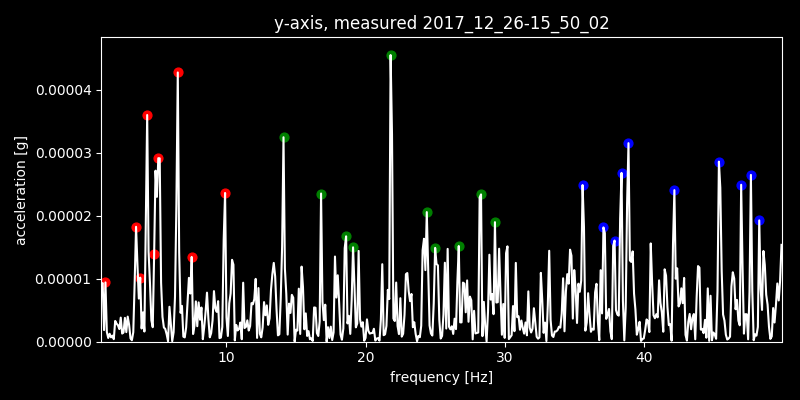 y-axis, measured 2017_12_26-15_50_02
acceleration [g]
0.00004
0.00003
0.00002
0.00001
0.00000
10 20 30 40
frequency [Hz]